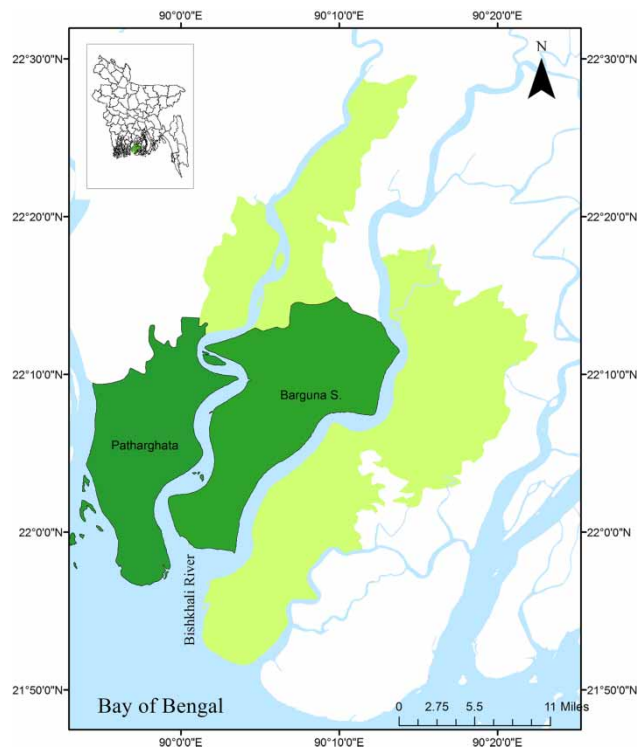 90°0'0"E 90°10'0"E 90°20'0"E
22°30'0"N 22°30'0"N
N
22°20'0"N 22°20'0"N
22°10'0"N 22°10'0"N
Barguna S.
Patharghata
22°0'0"N 22°0'0"N
Bishkhali River
21°50'0"N 21°50'0"N
Bay of Bengal
0 2.75 5.5 11 Miles
90°0'0"E 90°10'0"E 90°20'0"E